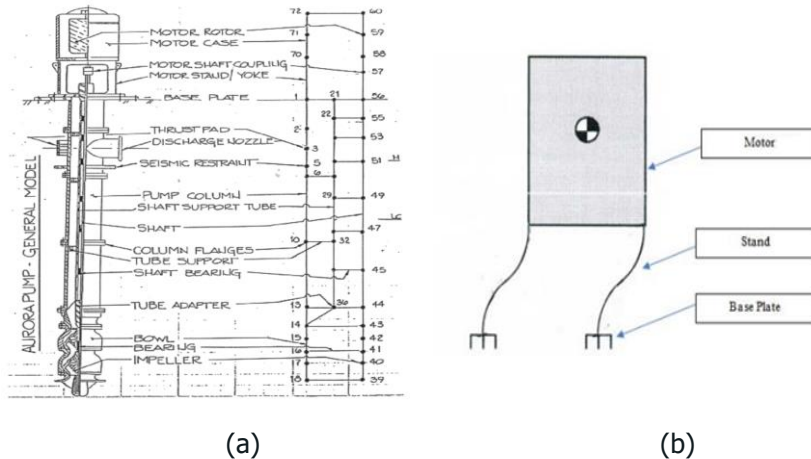 AURORA PUMP - GENERAL MODEL
MOTOR ROTOR
MOTOR CASE
MOTOR SHAFT COUPLING
MOTOR STAND/YOKE
BASE PLATE
THRUST PAD
DISCHARGE NOZZLE
SEISMIC RESTRAINT
PUMP COLUMN
SHAFT SUPPORT TUBE
SHAFT
COLUMN FLANGES
TUBE SUPPORT
SHAFT BEARING
TUBE ADAPTER
BOWL
BEARING
IMPELLER
72 60
71 59
70 58
57
1 21 56
22 55
2 53
3
5 51
6
29 49
47
10 32
45
13 36 44
14 43
15 42
16 41
17 40
18 39
Motor
Stand
Base Plate
(a)
(b)